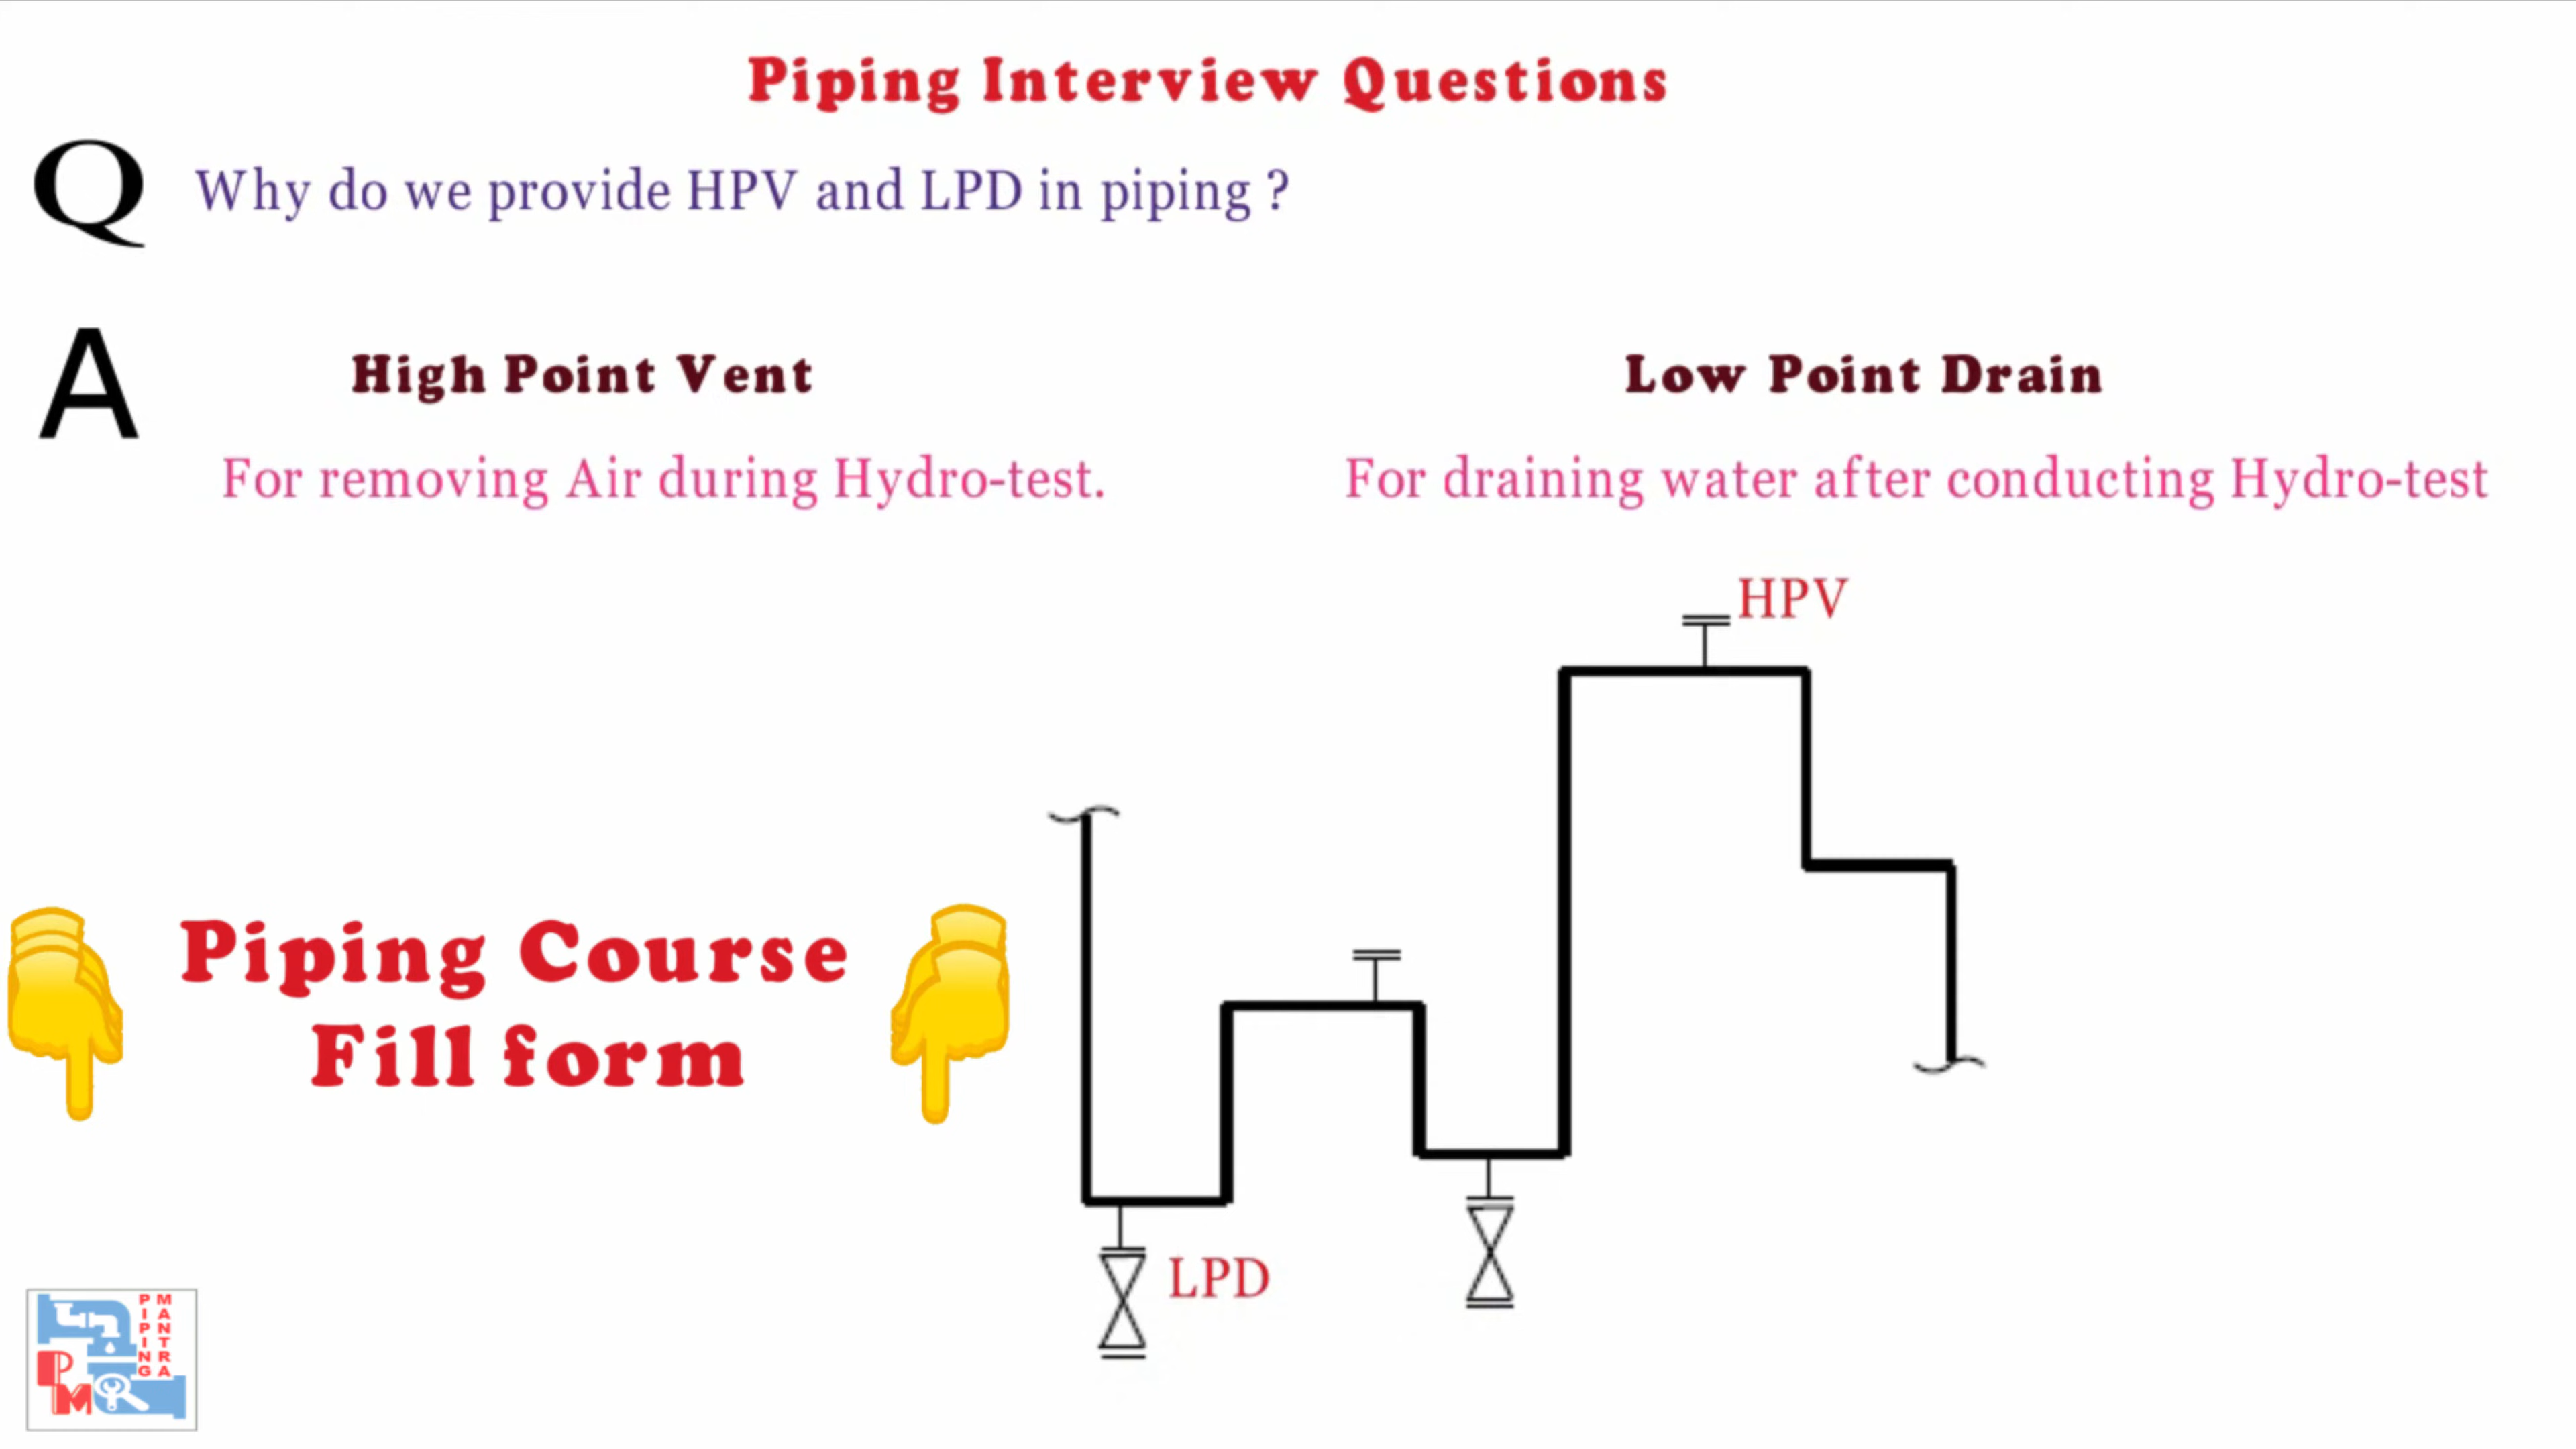 Piping Interview Questions
Q Why do we provide HPV and LPD in piping ?
A
High Point Vent
Low Point Drain
For removing Air during Hydro-test.
For draining water after conducting Hydro-test
HPV
Piping Course
Fill form
LPD
PIPING
MANTRA
PM